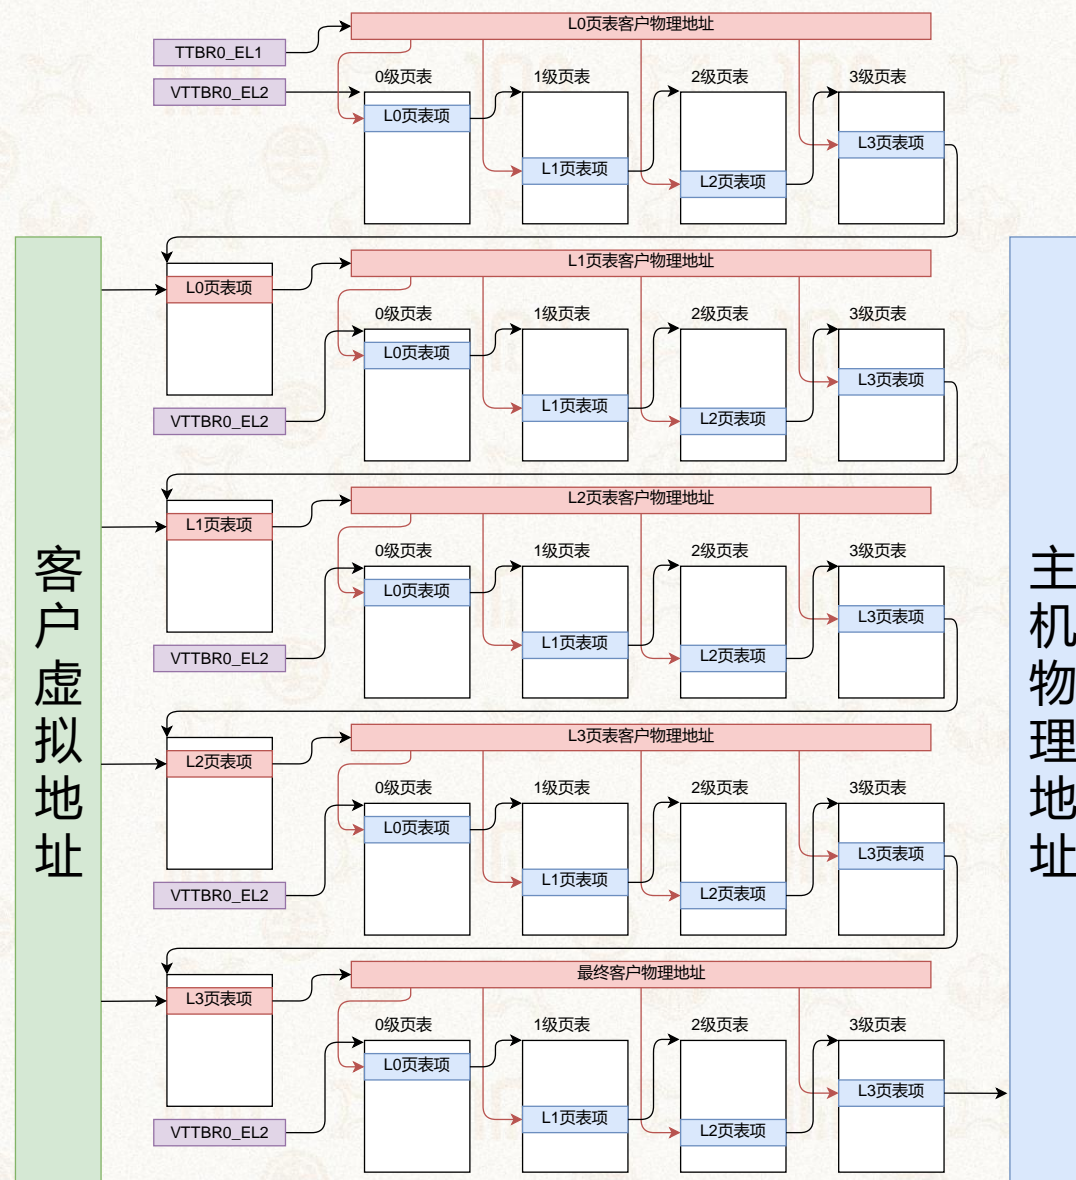 L0页表客户物理地址
TTBR0_EL1
0级页表
1级页表
2级页表
3级页表
VTTBR0_EL2
L0页表项
L3页表项
L1页表项
L2页表项
L1页表客户物理地址
L0页表项
0级页表
1级页表
2级页表
3级页表
L0页表项
L3页表项
L1页表项
L2页表项
VTTBR0_EL2
L2页表客户物理地址
L1页表项
0级页表
1级页表
2级页表
3级页表
L0页表项
L3页表项
L1页表项
L2页表项
VTTBR0_EL2
L3页表客户物理地址
L2页表项
0级页表
1级页表
2级页表
3级页表
L0页表项
L3页表项
L1页表项
L2页表项
VTTBR0_EL2
最终客户物理地址
L3页表项
0级页表
1级页表
2级页表
3级页表
L0页表项
L3页表项
L1页表项
L2页表项
VTTBR0_EL2
客户虚拟地址
主机物理地址